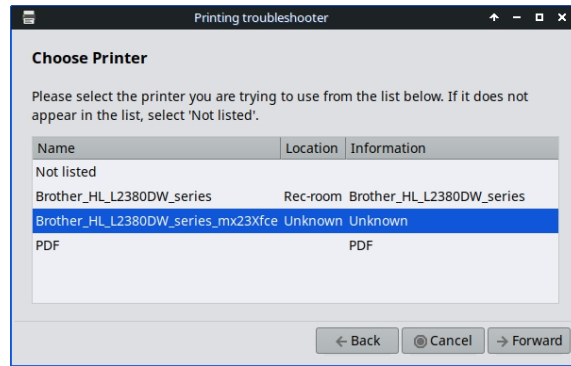 Printing troubleshooter
Choose Printer
Please select the printer you are trying to use from the list below. If it does not
appear in the list, select 'Not listed'.
Name Location Information
Not listed
Brother_HL_L2380DW_series Rec-room Brother_HL_L2380DW_series
Brother_HL_L2380DW_series_mx23Xfce Unknown Unknown
PDF PDF
Back Cancel Forward